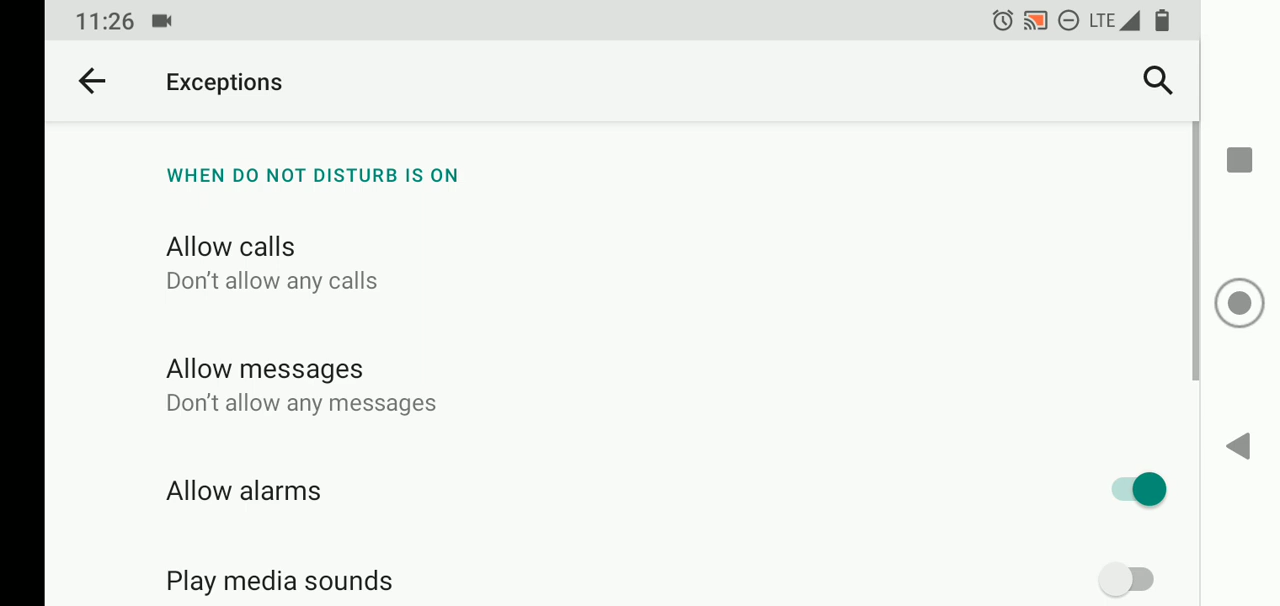 11:26 LTE
Exceptions
WHEN DO NOT DISTURB IS ON
Allow calls
Don’t allow any calls
Allow messages
Don’t allow any messages
Allow alarms
Play media sounds